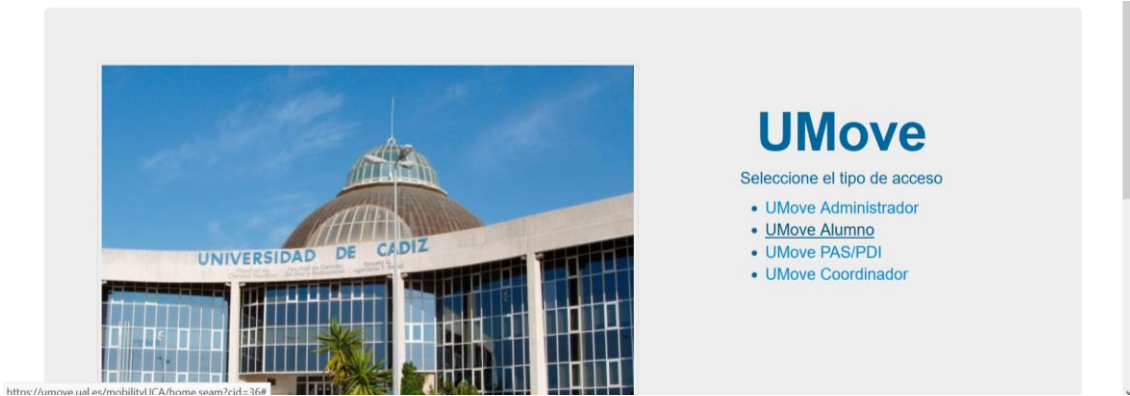 UMove
Seleccione el tipo de acceso
UMove Administrador
UMove Alumno
UMove PAS/PDI
UMove Coordinador
UNIVERSIDAD DE CADIZ
https://umove.ual.es/mobilityUCA/home.seam?cid=36#